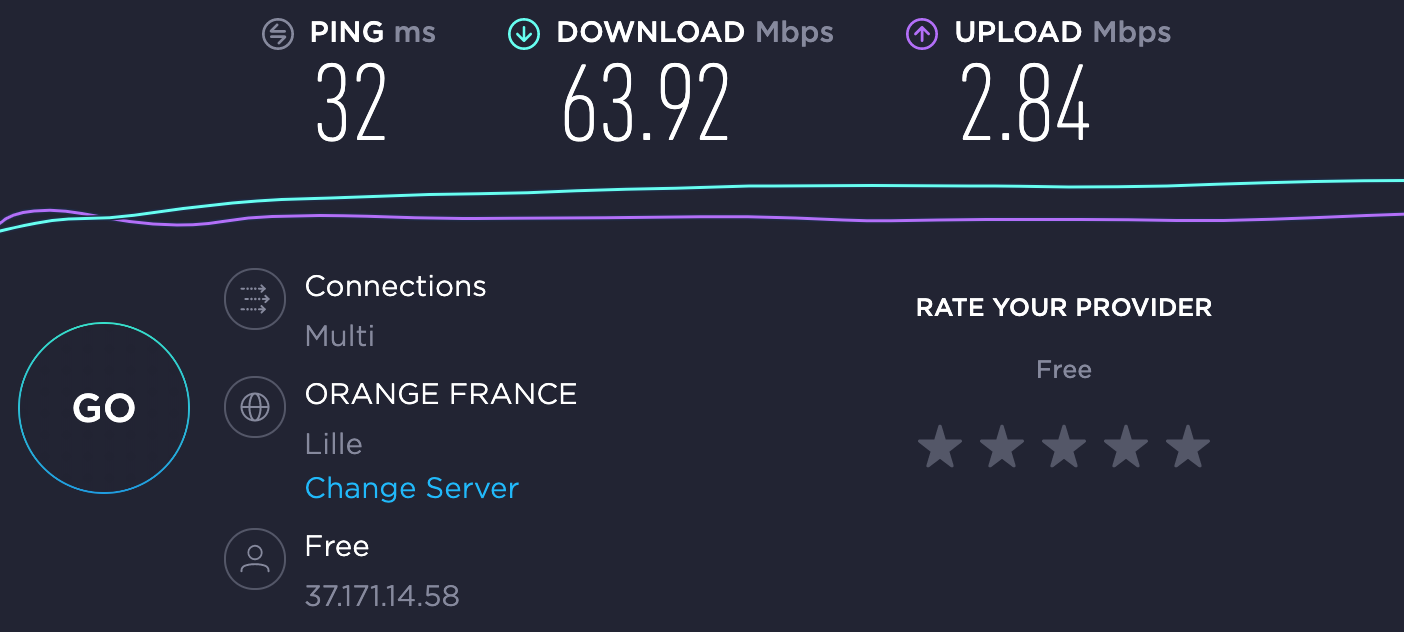 PING ms
DOWNLOAD Mbps
UPLOAD Mbps
32
63.92
2.84
Connections
Multi
GO
ORANGE FRANCE
Lille
Change Server
Free
37.171.14.58
RATE YOUR PROVIDER
Free